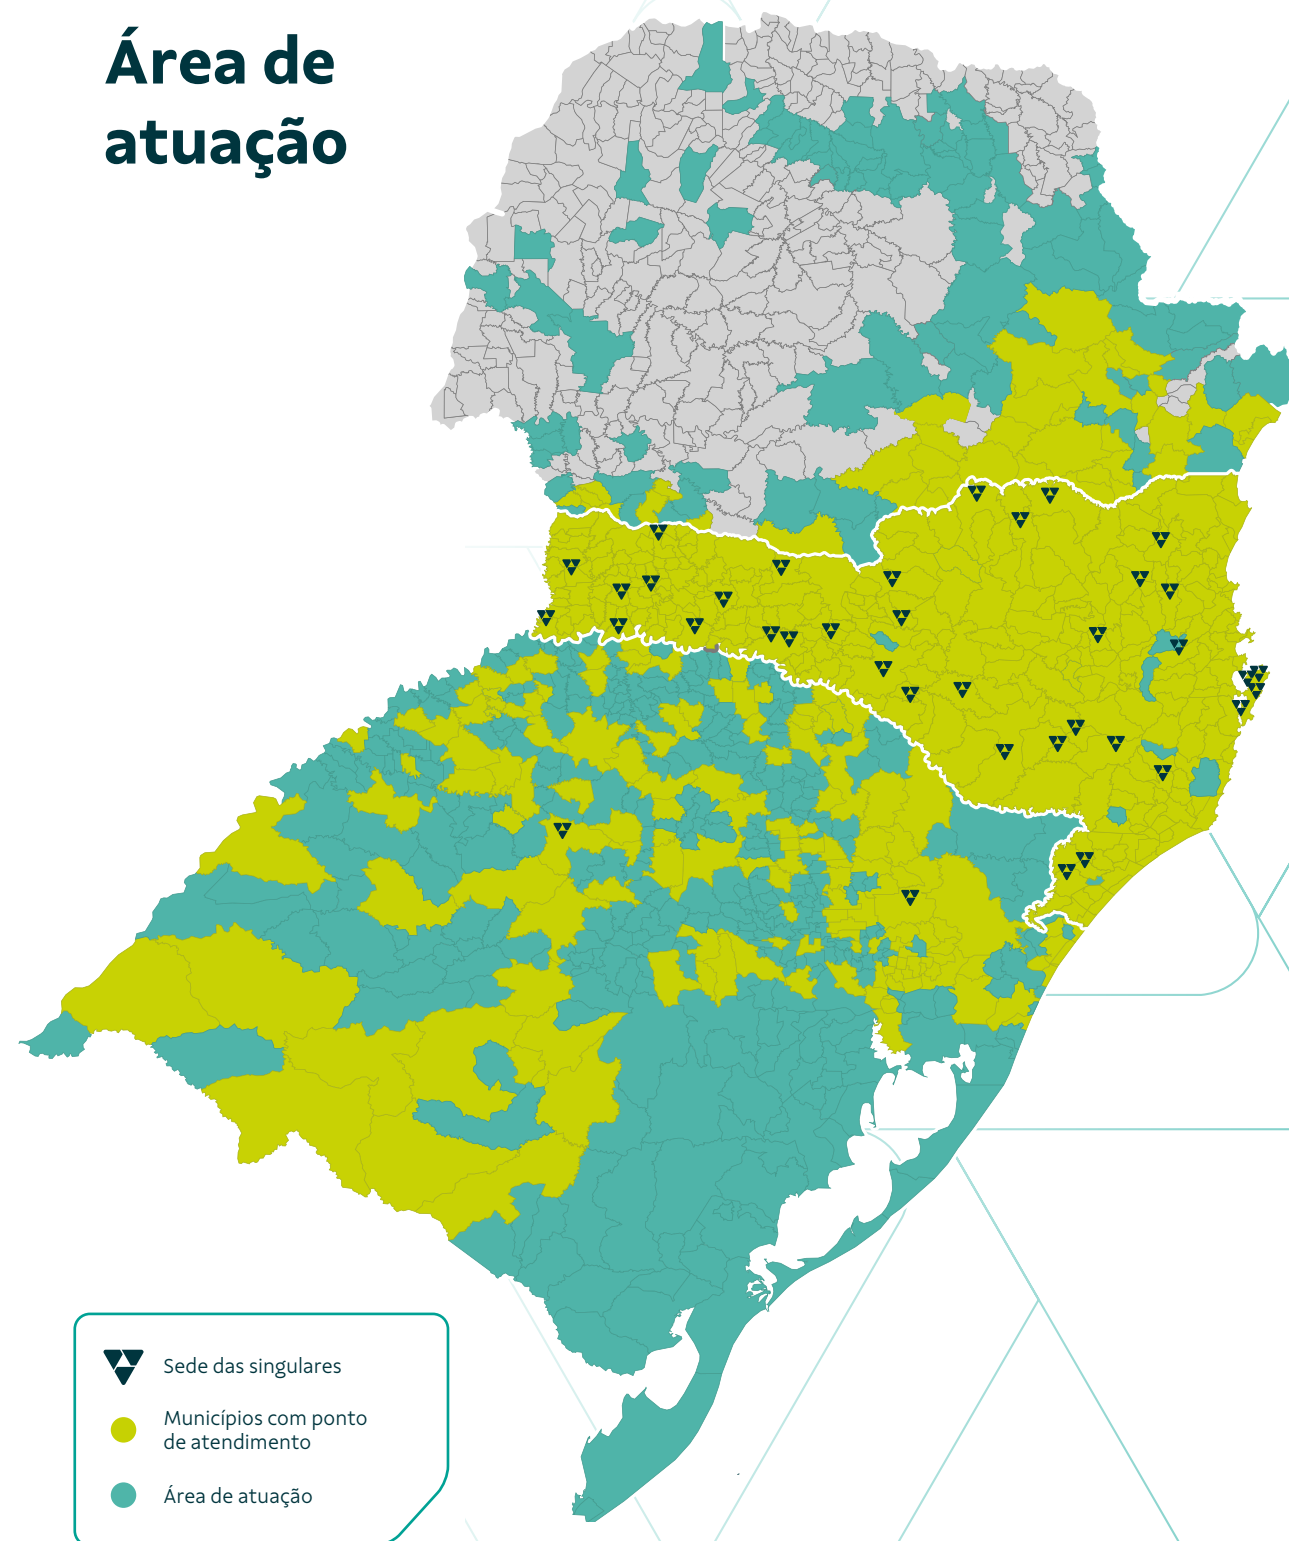 Área de
atuação
Sede das singulares
Municípios com ponto
de atendimento
Área de atuação